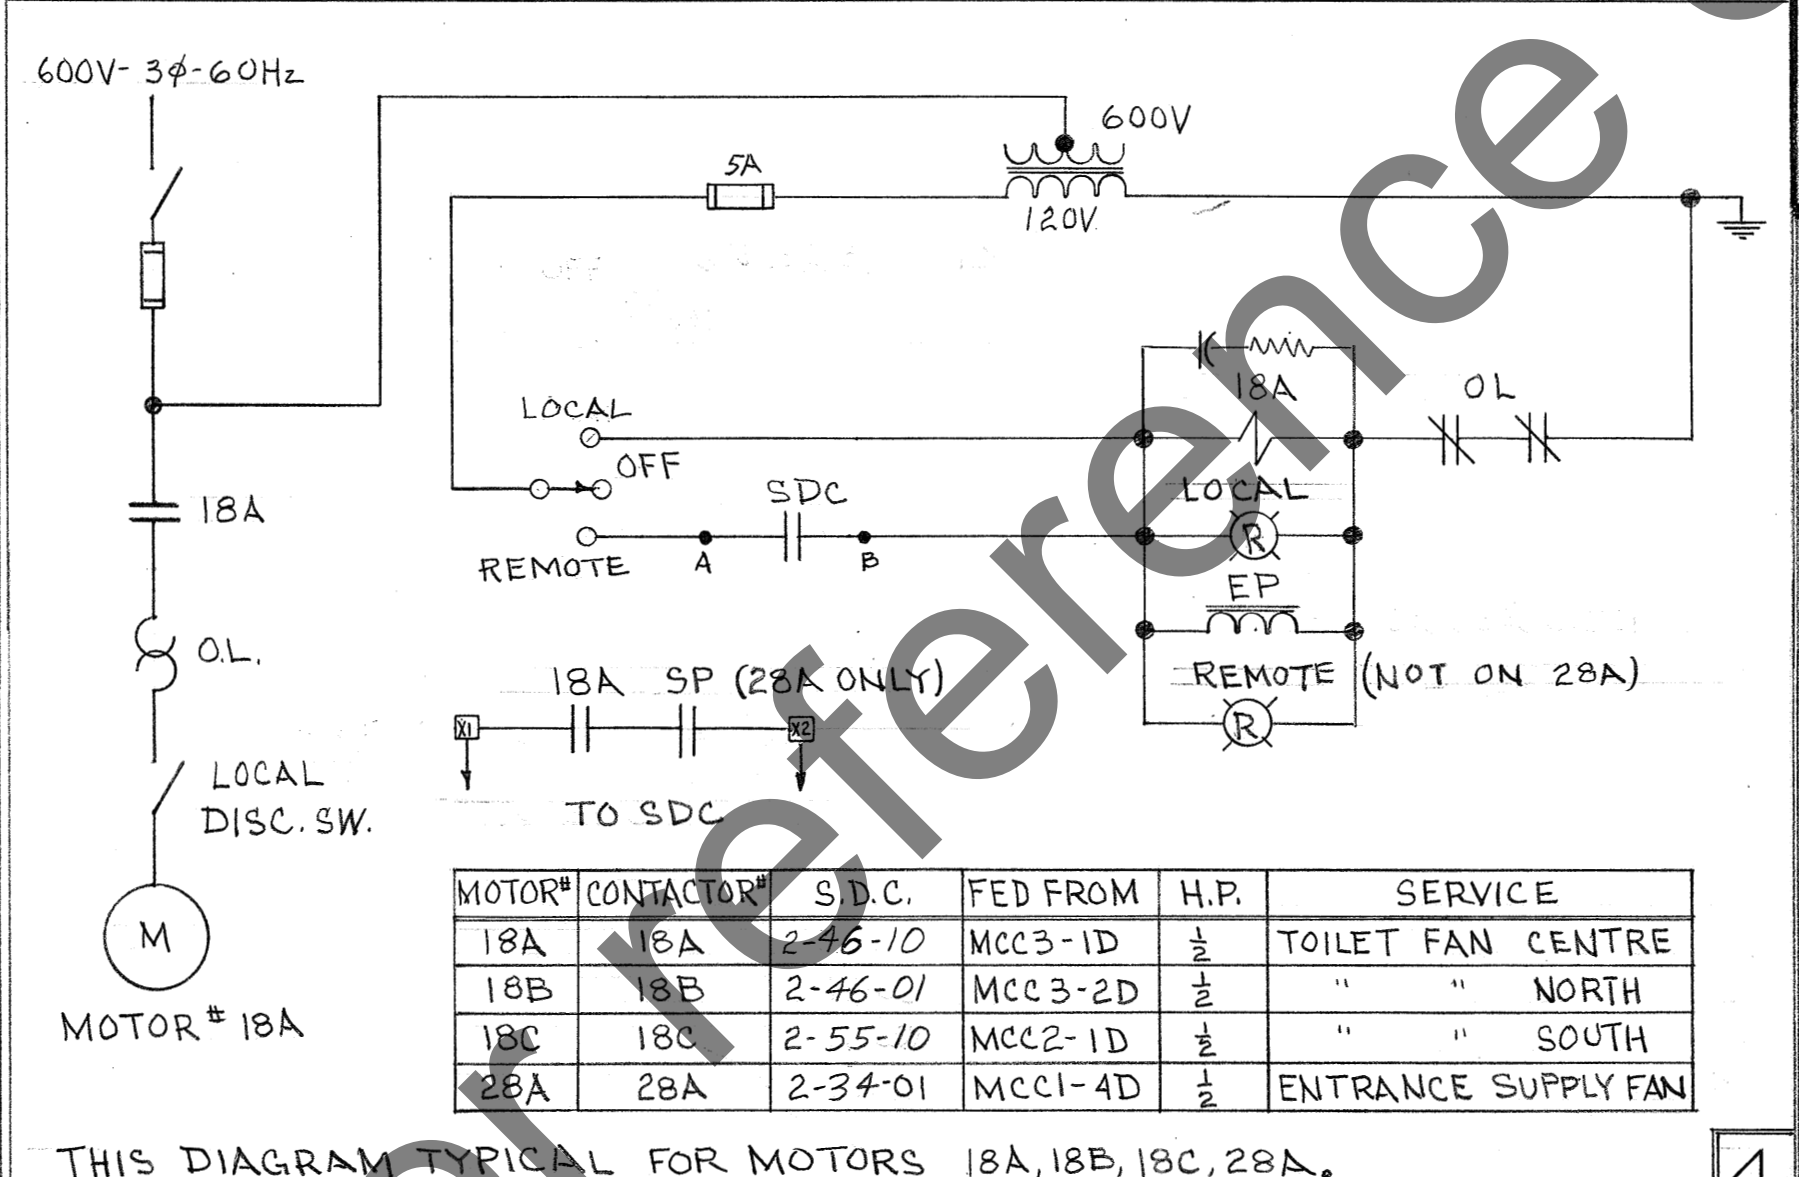 600V- 3φ-60Hz
600V
5A
120V.
18A
OL
LOCAL
OFF
SDC
LOCAL
R
REMOTE
A
B
EP
18A
O.L.
18A SP (28A ONLY)
REMOTE (NOT ON 28A)
R
X1
X2
LOCAL
DISC. SW.
TO SDC
M
MOTOR # 18A
MOTOR# CONTACTOR# S.D.C. FED FROM H.P. SERVICE
18A 18A 2-46-10 MCC3-1D 1/2 TOILET FAN CENTRE
18B 18B 2-46-01 MCC3-2D 1/2 " " NORTH
18C 18C 2-55-10 MCC2-1D 1/2 " " SOUTH
28A 28A 2-34-01 MCC1-4D 1/2 ENTRANCE SUPPLY FAN
THIS DIAGRAM TYPICAL FOR MOTORS 18A, 18B, 18C, 28A.
or reference